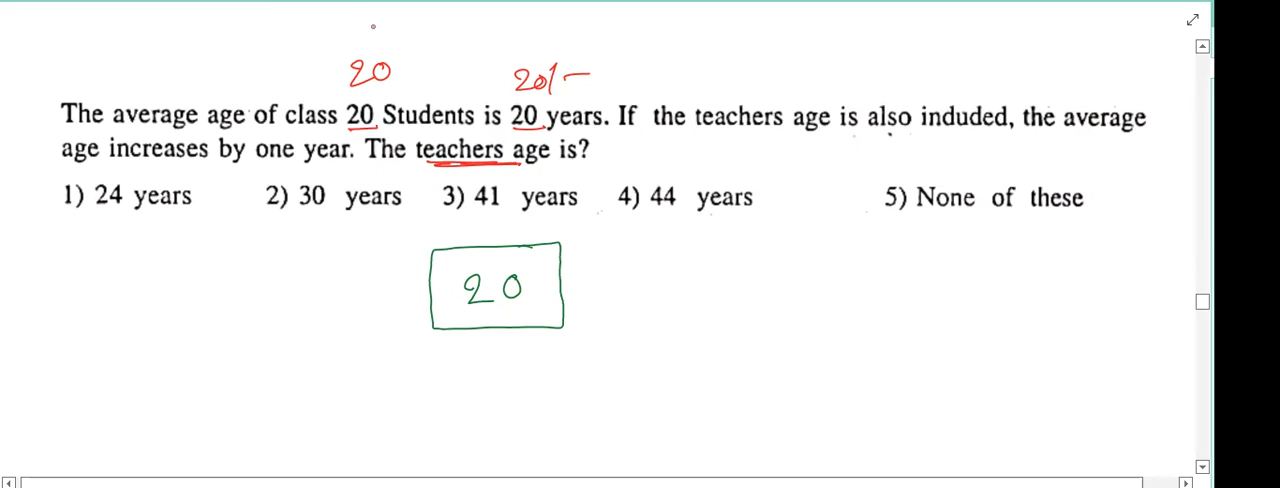 20 20/-
The average age of class 20 Students is 20 years. If the teachers age is also induded, the average
age increases by one year. The teachers age is?
1) 24 years 2) 30 years 3) 41 years 4) 44 years 5) None of these
20